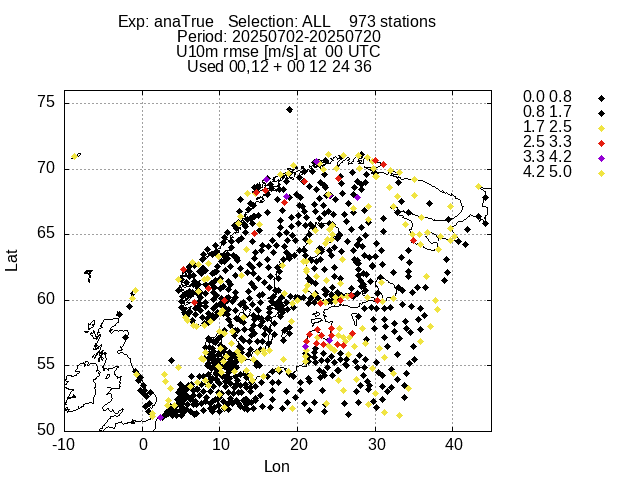 Exp: anaTrue   Selection: ALL    973 stations
Period: 20250702-20250720
U10m rmse [m/s] at  00 UTC
Used 00,12 + 00 12 24 36
0.0 0.8
0.8 1.7
1.7 2.5
2.5 3.3
3.3 4.2
4.2 5.0
75
70
65
60
55
50
Lat
-10 0 10 20 30 40
Lon